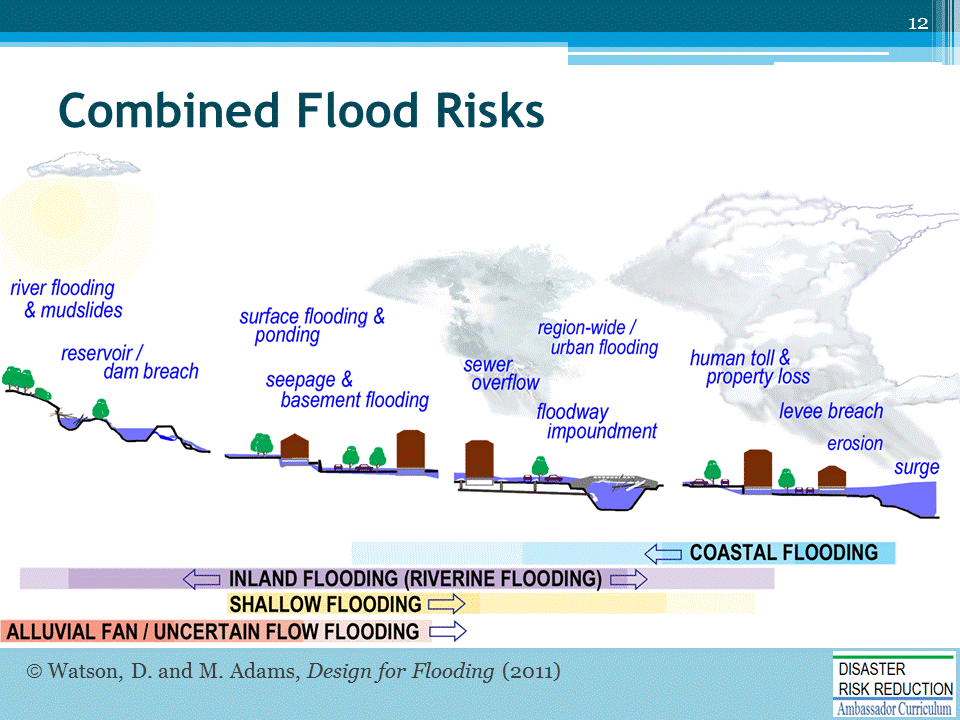 12
Combined Flood Risks
river flooding
& mudslides
reservoir /
dam breach
surface flooding &
ponding
seepage &
basement flooding
sewer
overflow
region-wide /
urban flooding
floodway
impoundment
human toll &
property loss
levee breach
erosion
surge
COASTAL FLOODING
INLAND FLOODING (RIVERINE FLOODING)
SHALLOW FLOODING
ALLUVIAL FAN / UNCERTAIN FLOW FLOODING
© Watson, D. and M. Adams, Design for Flooding (2011)
DISASTER
RISK REDUCTION
Ambassador Curriculum